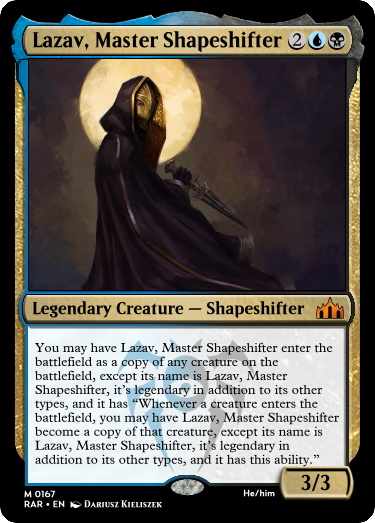 Lazav, Master Shapeshifter 2
Legendary Creature — Shapeshifter
You may have Lazav, Master Shapeshifter enter the
battlefield as a copy of any creature on the
battlefield, except its name is Lazav, Master
Shapeshifter, it's legendary in addition to its other
types, and it has “Whenever a creature enters the
battlefield, you may have Lazav, Master Shapeshifter
become a copy of that creature, except its name is
Lazav, Master Shapeshifter, it's legendary in
addition to its other types, and it has this ability.”
3/3
M 0167
He/him
RAR • EN Dariusz Kieliszek